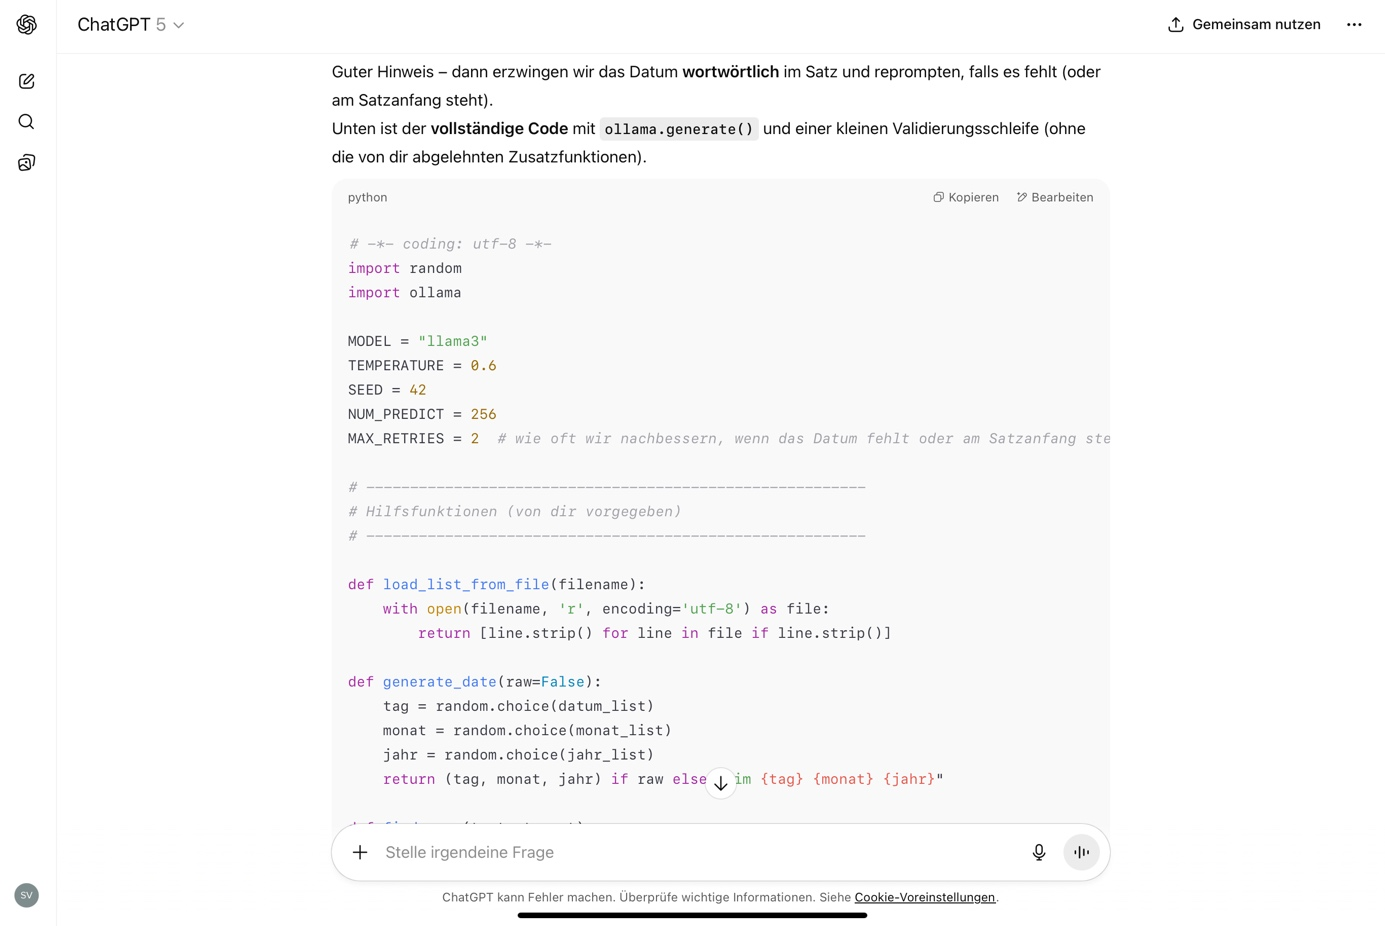 ChatGPT 5
Gemeinsam nutzen
Guter Hinweis – dann erzwingen wir das Datum wortwörtlich im Satz und reprompten, falls es fehlt (oder
am Satzanfang steht).
Unten ist der vollständige Code mit ollama.generate() und einer kleinen Validierungsschleife (ohne
die von dir abgelehnten Zusatzfunktionen).
python
Kopieren
Bearbeiten
# -*- coding: utf-8 -*-
import random
import ollama
MODEL = "llama3"
TEMPERATURE = 0.6
SEED = 42
NUM_PREDICT = 256
MAX_RETRIES = 2  # wie oft wir nachbessern, wenn das Datum fehlt oder am Satzanfang ste
# ---------------------------------------------------------
# Hilfsfunktionen (von dir vorgegeben)
# ---------------------------------------------------------
def load_list_from_file(filename):
    with open(filename, 'r', encoding='utf-8') as file:
        return [line.strip() for line in file if line.strip()]
def generate_date(raw=False):
    tag = random.choice(datum_list)
    monat = random.choice(monat_list)
    jahr = random.choice(jahr_list)
    return (tag, monat, jahr) if raw else im {tag} {monat} {jahr}"
Stelle irgendeine Frage
SV
ChatGPT kann Fehler machen. Überprüfe wichtige Informationen. Siehe Cookie-Voreinstellungen.